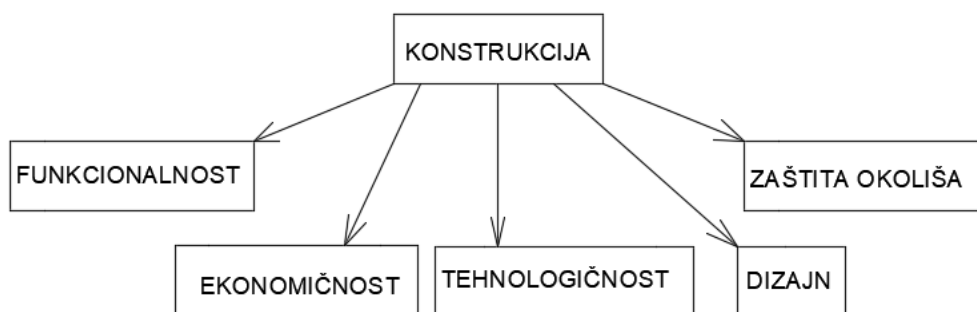 KONSTRUKCIJA
FUNKCIONALNOST
ZAŠTITA OKOLIŠA
EKONOMIČNOST
TEHNOLOGIČNOST
DIZAJN